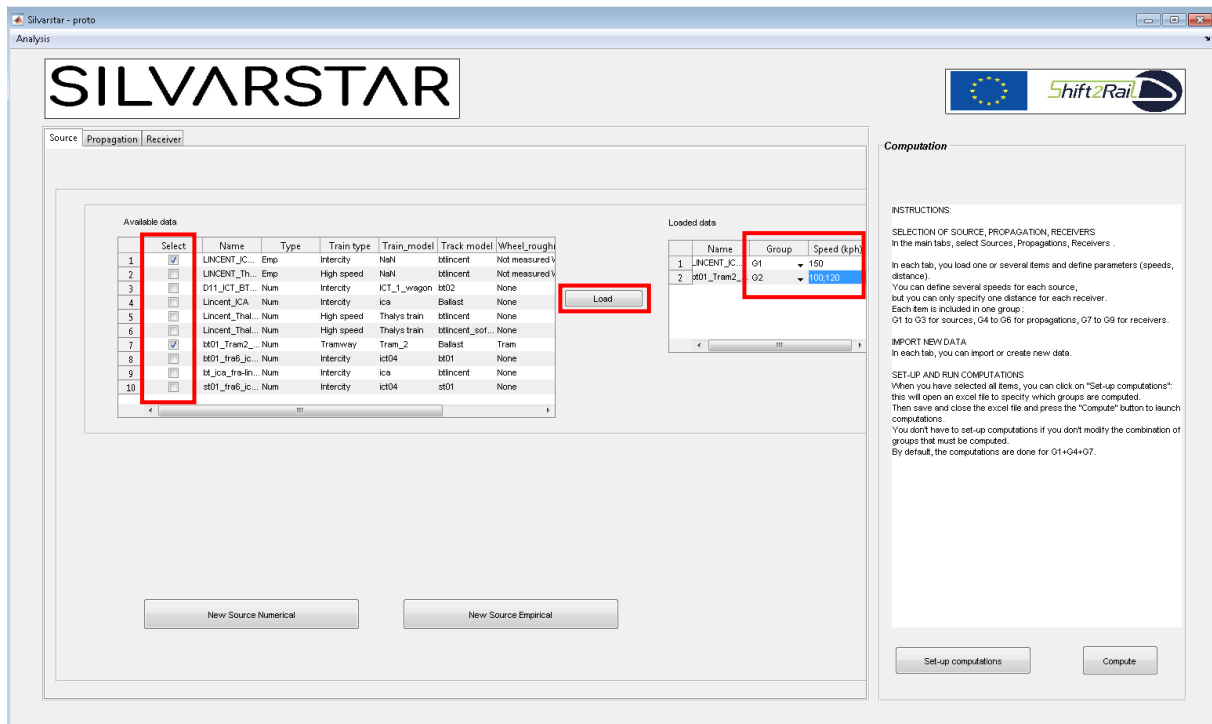 Silvarstar - proto
Analysis
SILVARSTAR
Shift2Rail
Source Propagation Receiver
Available data
Select Name Type Train type Train_model Track model Wheel_roughn
1 LINCENT_IC... Emp Intercity NaN btlincent Not measured V
2 LINCENT_Th... Emp High speed NaN btlincent Not measured V
3 D11_ICT_BT... Num Intercity ICT_1_wagon bt02 None
4 Lincent_ICA Num Intercity ica Ballast None
5 Lincent_Thal... Num High speed Thalys train btlincent None
6 Lincent_Thal... Num High speed Thalys train btlincent_sof... None
7 bt01_Tram2_... Num Tramway Tram_2 Ballast Tram
8 bt01_fra6_ic... Num Intercity ict04 bt01 None
9 bt_ica_fra-lin... Num Intercity ica btlincent None
10 st01_fra6_ic... Num Intercity ict04 st01 None
Load
Loaded data
Name Group Speed (kph)
1 LINCENT_IC... G1 150
2 bt01_Tram2_... G2 100;120
New Source Numerical
New Source Empirical
Computation
INSTRUCTIONS:
SELECTION OF SOURCE, PROPAGATION, RECEIVERS
In the main tabs, select Sources, Propagations, Receivers .
In each tab, you load one or several items and define parameters (speeds,
distance).
You can define several speeds for each source,
but you can only specify one distance for each receiver.
Each item is included in one group :
G1 to G3 for sources, G4 to G6 for propagations, G7 to G9 for receivers.
IMPORT NEW DATA
In each tab, you can import or create new data.
SET-UP AND RUN COMPUTATIONS
When you have selected all items, you can click on "Set-up computations":
this will open an excel file to specify which groups are computed.
Then save and close the excel file and press the "Compute" button to launch
computations.
You don't have to set-up computations if you don't modify the combination of
groups that must be computed.
By default, the computations are done for G1+G4+G7.
Set-up computations
Compute